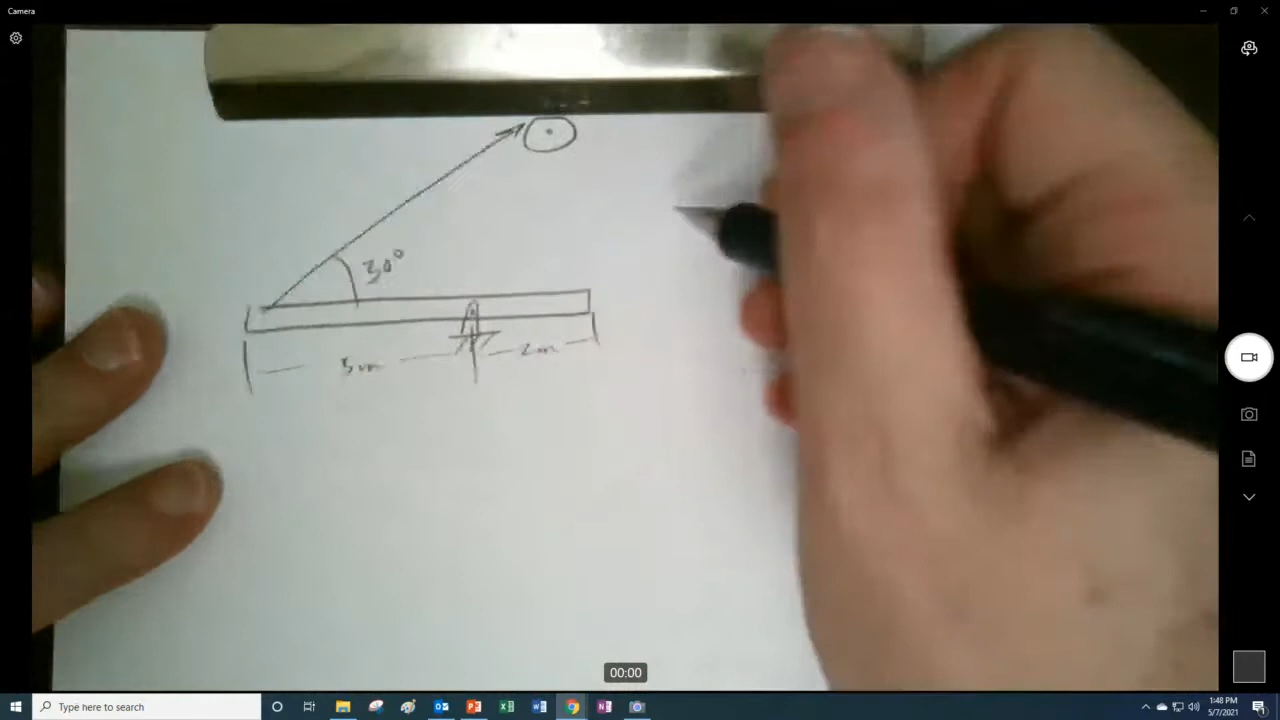 Camera
30°
5m
2m
00:00
Type here to search
1:48 PM
5/7/2021